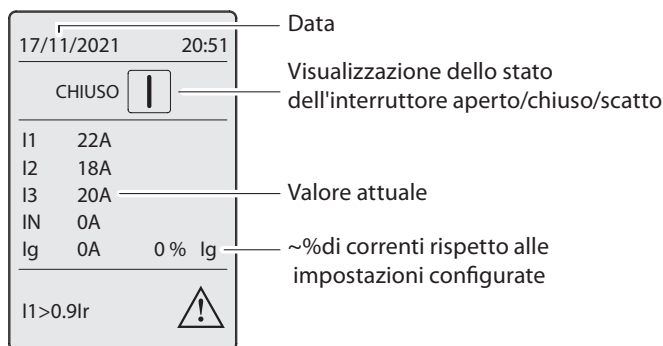 17/11/2021 20:51
CHIUSO I
I1 22A
I2 18A
I3 20A
IN 0A
Ig 0A 0 % Ig
I1>0.9Ir !
Data
Visualizzazione dello stato
dell'interruttore aperto/chiuso/scatto
Valore attuale
~%di correnti rispetto alle
impostazioni configurate